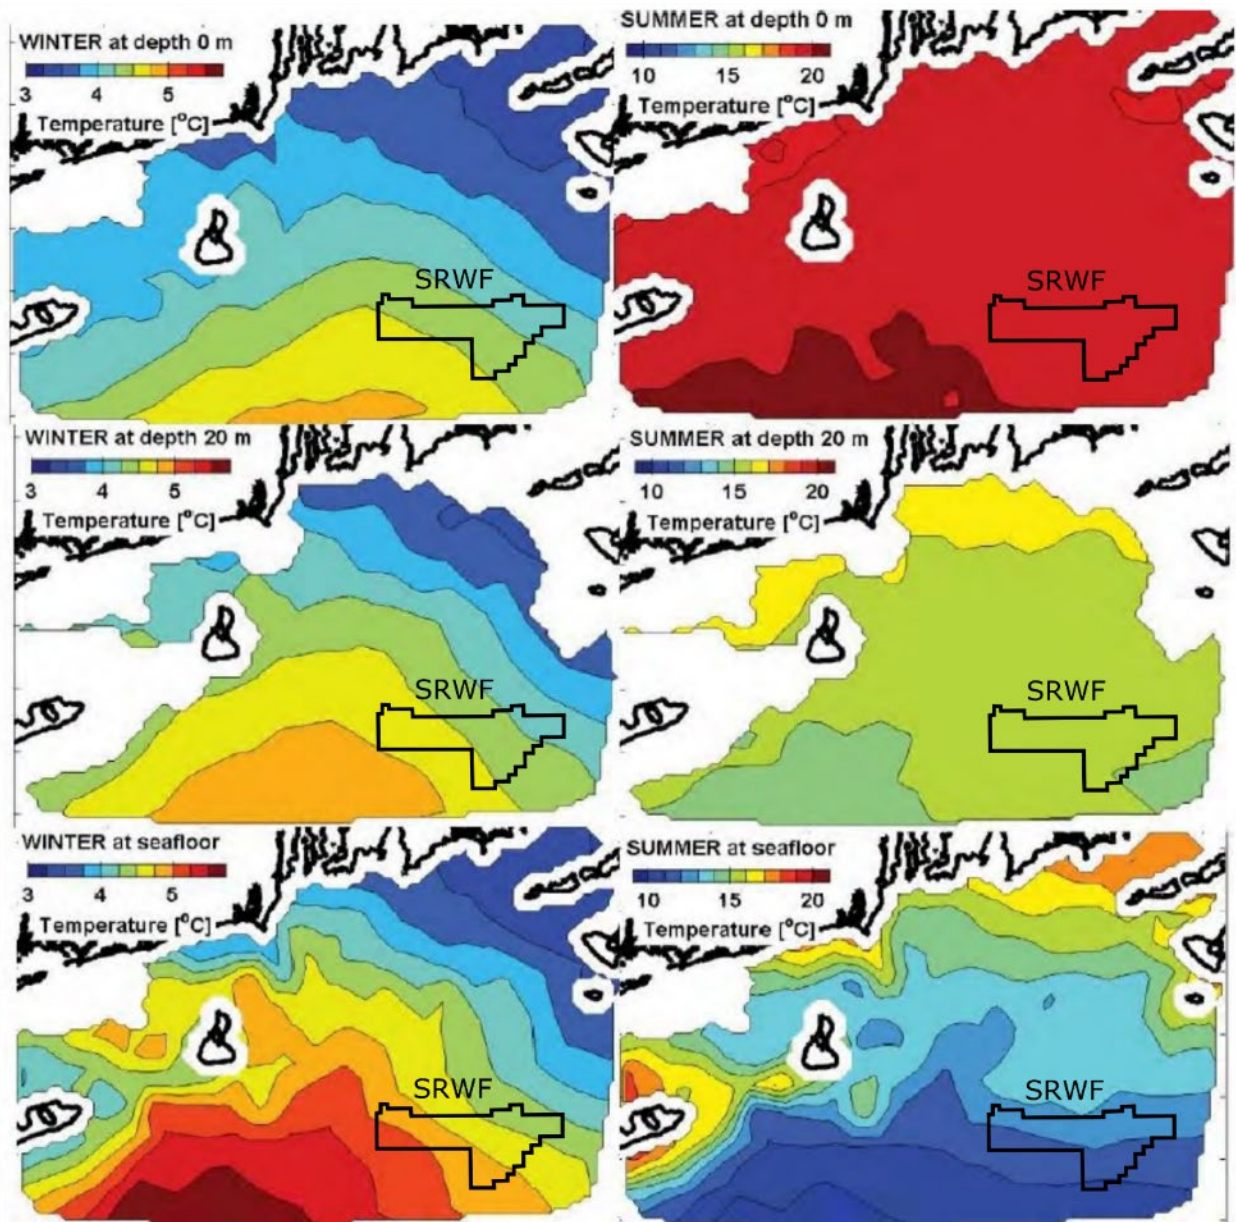 WINTER at depth 0 m
3 4 5
Temperature [°C]
SRWF
SUMMER at depth 0 m
10 15 20
Temperature [°C]
SRWF
WINTER at depth 20 m
3 4 5
Temperature [°C]
SRWF
SUMMER at depth 20 m
10 15 20
Temperature [°C]
SRWF
WINTER at seafloor
3 4 5
Temperature [°C]
SRWF
SUMMER at seafloor
10 15 20
Temperature [°C]
SRWF